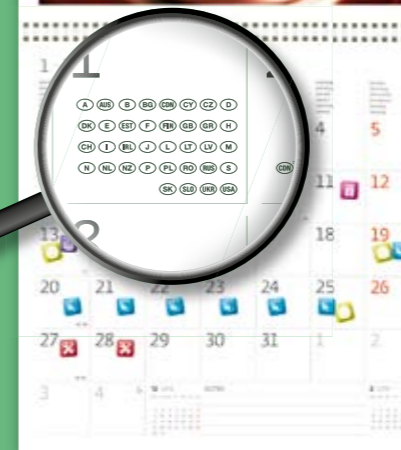 1
1
A AUS B BG CDN CY CZ D
DK E EST F FIN GB GR H
CH I IRL J L LT LV M
N NL NZ P PL RO RUS S
SK SLO UKR USA
CDN
4 5
11 12
13 18 19
20 21 22 23 24 25 26
27 28 29 30 31 1 2
3 4